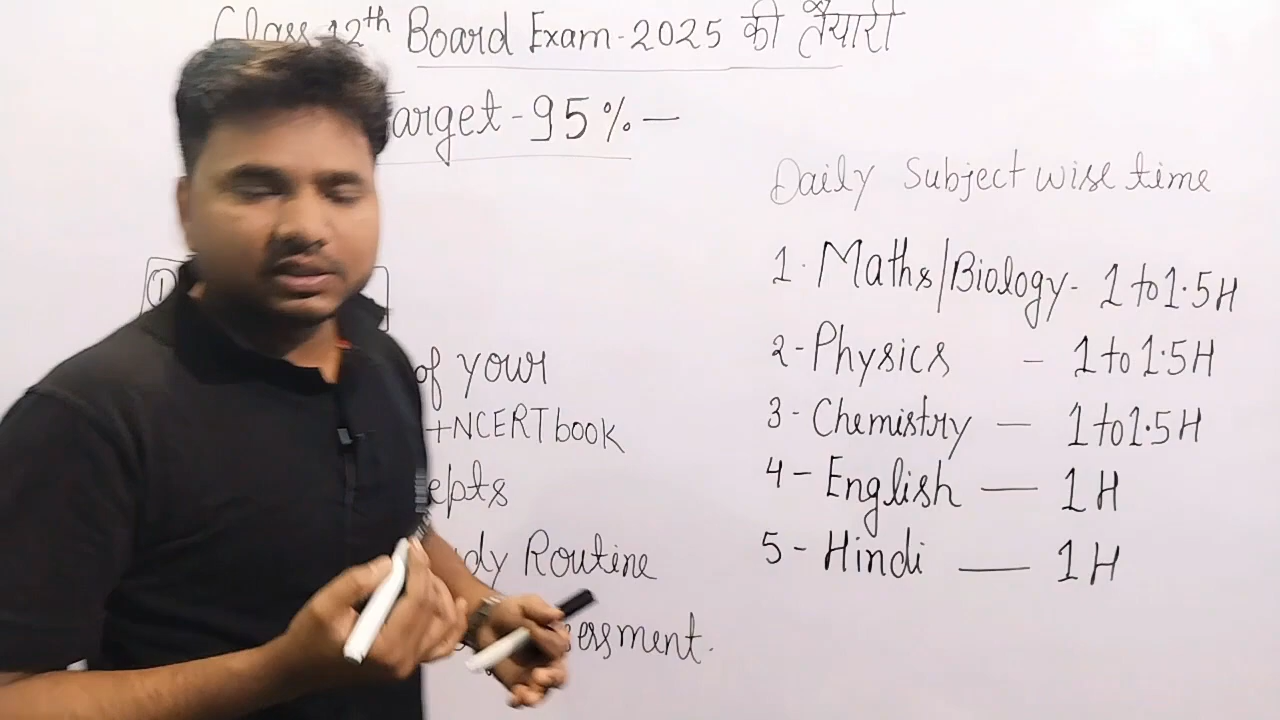 Class 12th Board Exam-2025 की तैयारी
Target-95%-
①
of your
+NCERT book
Routine
Daily Subject wise time
1. Maths/Biology- 1 to 1.5H
2-Physics - 1 to 1.5H
3-Chemistry - 1 to 1.5H
4-English - 1H
5-Hindi - 1H